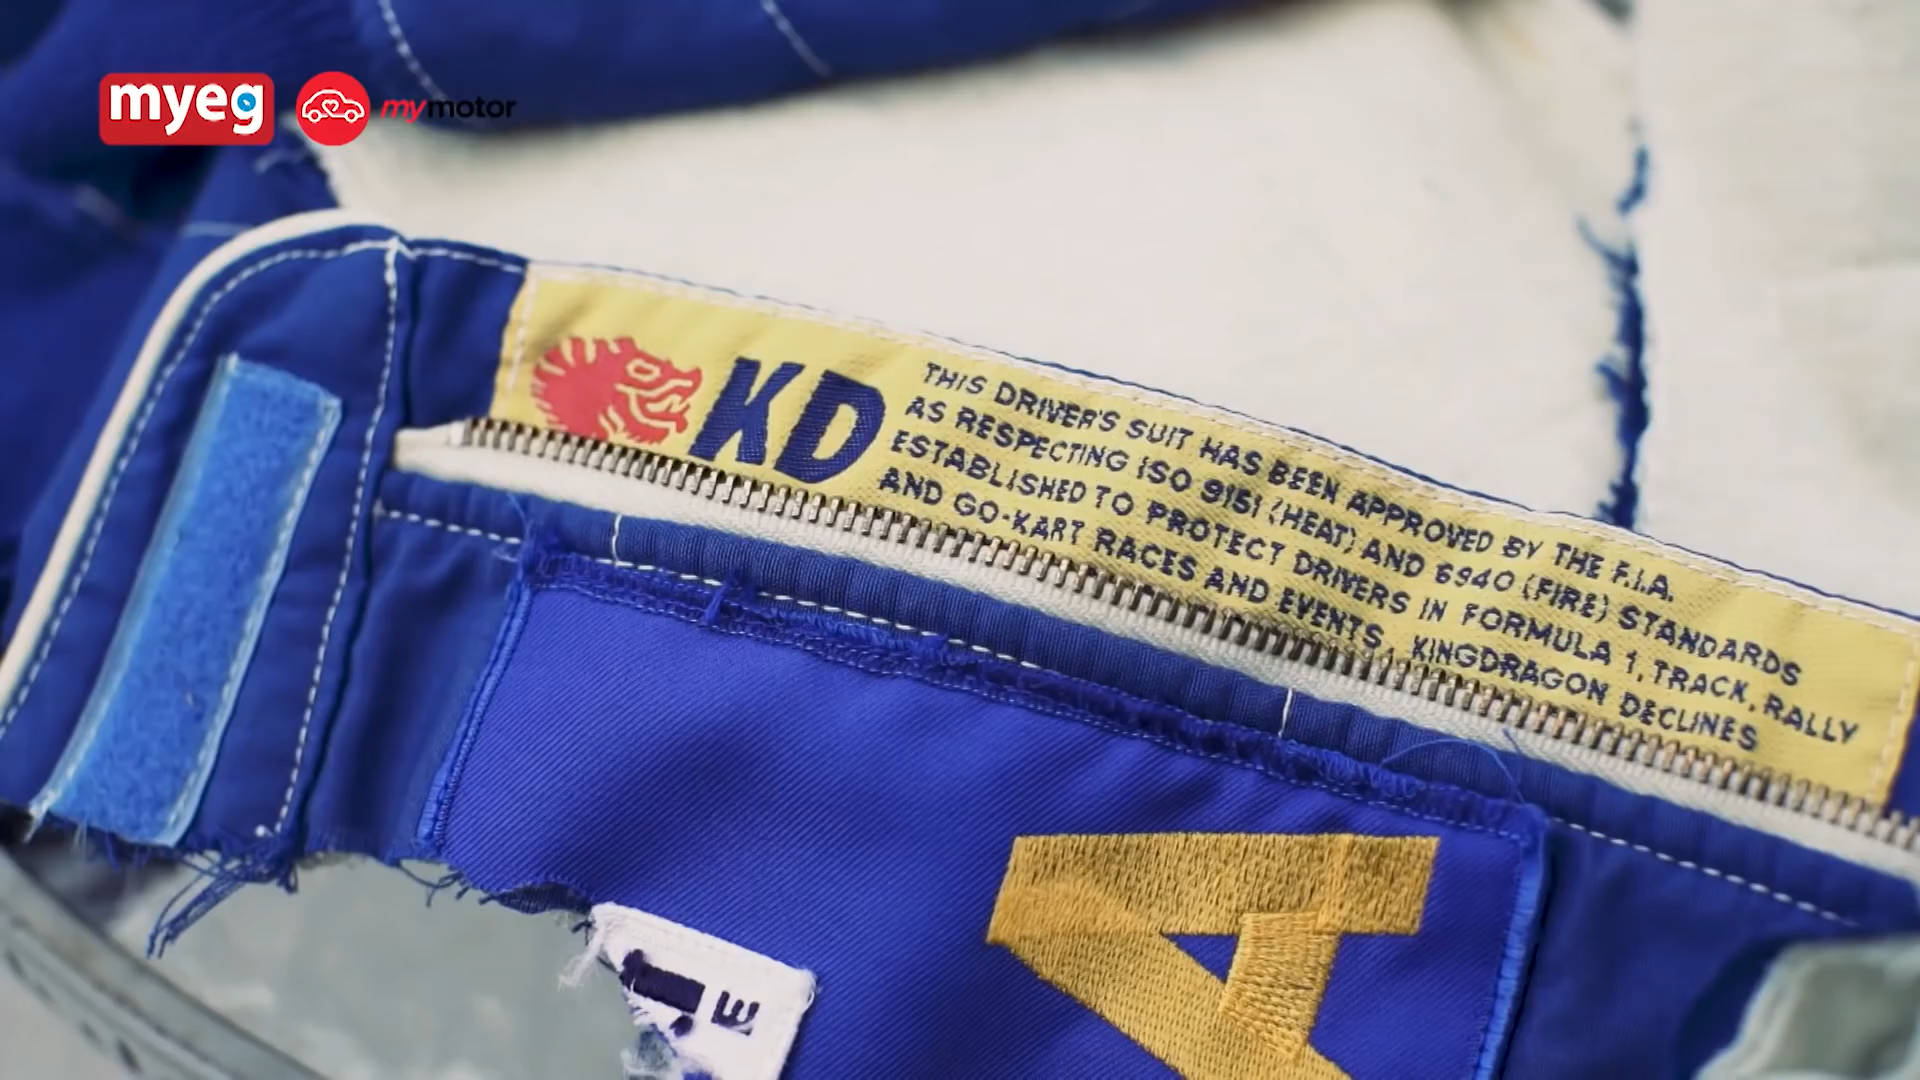 myeg
mymotor
KD
THIS DRIVER'S SUIT HAS BEEN APPROVED BY THE F.I.A.
AS RESPECTING ISO 9151 (HEAT) AND 6940 (FIRE) STANDARDS
ESTABLISHED TO PROTECT DRIVERS IN FORMULA 1, TRACK, RALLY
AND GO-KART RACES AND EVENTS. KINGDRAGON DECLINES
A
E